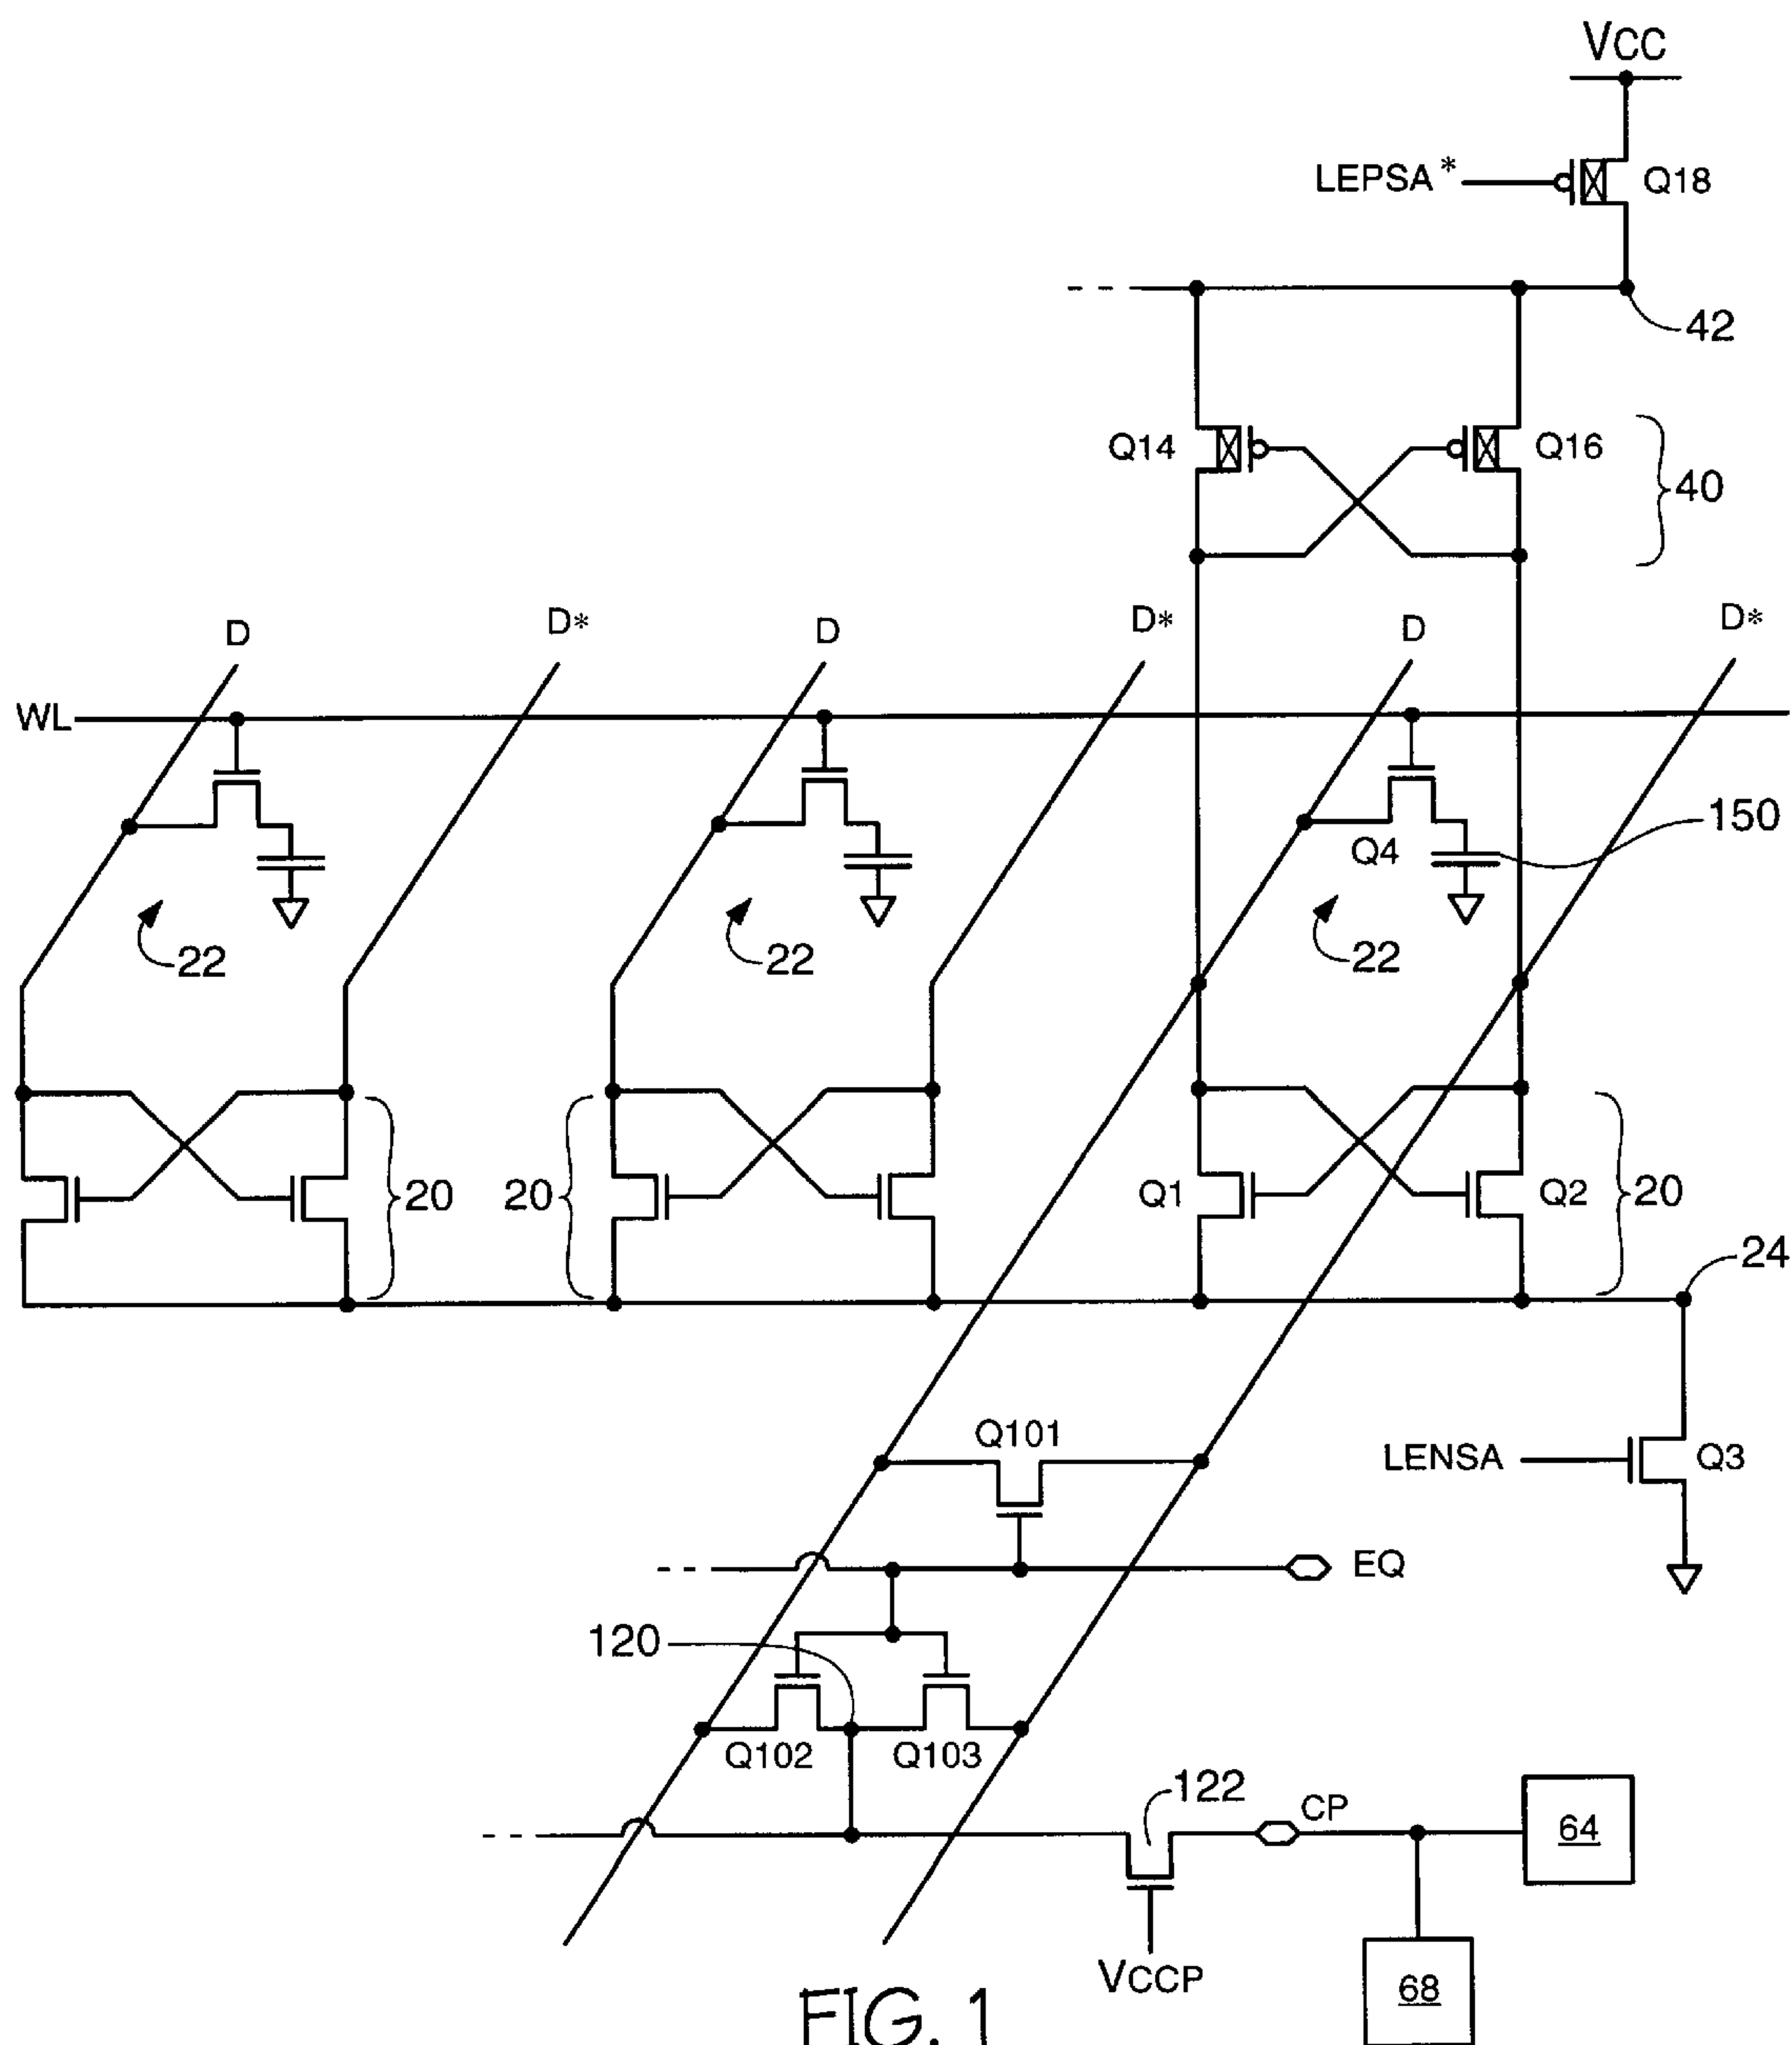 VCC
LEPSA*
Q18
42
Q14
Q16
40
D
D*
D
D*
D
D*
WL
Q4
150
22
22
22
20
20
Q1
Q2
20
24
Q101
LENSA
Q3
EQ
120
Q102
Q103
122
CP
64
VCCP
68
FIG. 1